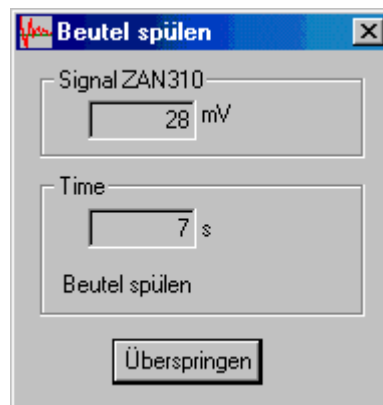 Beutel spülen
Signal ZAN310
28 mV
Time
7 s
Beutel spülen
Überspringen